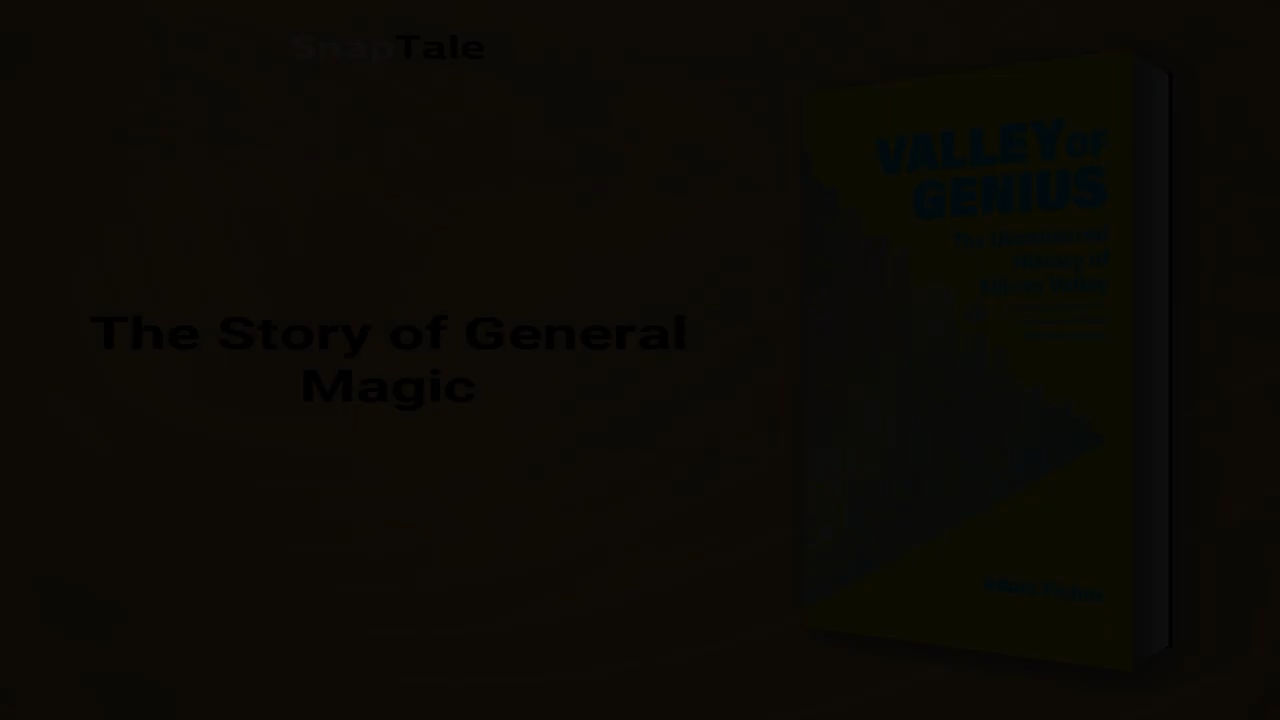 SnapTale
The Story of General
Magic
VALLEY OF
GENIUS
The Uncensored
History of
Silicon Valley